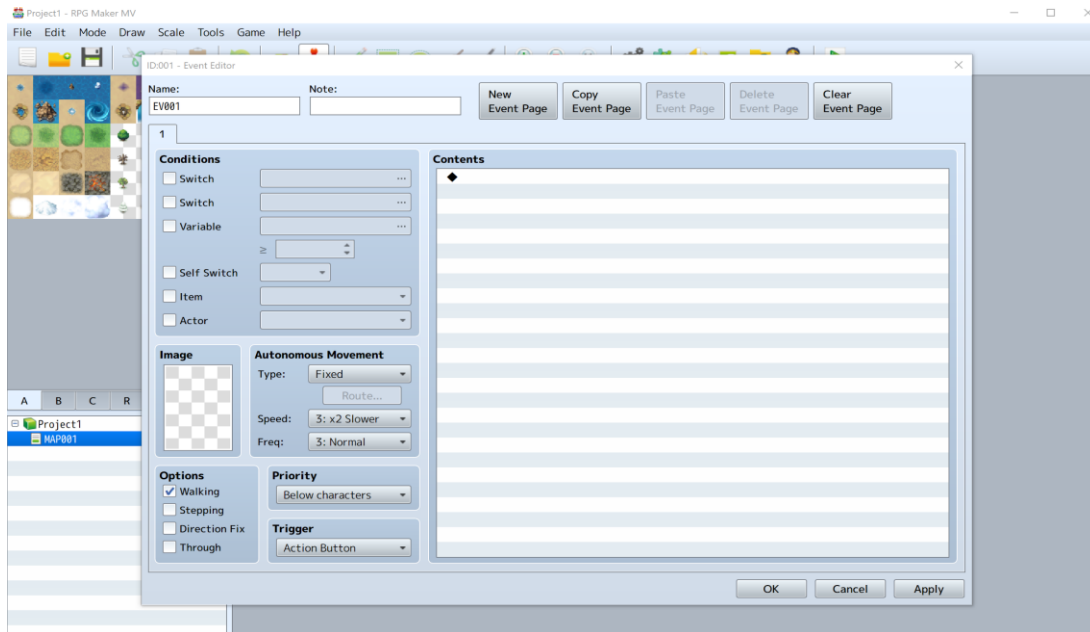 Project1 - RPG Maker MV
File Edit Mode Draw Scale Tools Game Help
ID:001 - Event Editor
Name: Note:
EV001
New Event Page
Copy Event Page
Paste Event Page
Delete Event Page
Clear Event Page
1
Conditions
Switch ...
Switch ...
Variable ...
≥
Self Switch
Item
Actor
Image
Autonomous Movement
Type: Fixed
Route...
Speed: 3: x2 Slower
Freq: 3: Normal
Options
Walking
Stepping
Direction Fix
Through
Priority
Below characters
Trigger
Action Button
Contents
◆
A B C R
Project1
MAP001
OK Cancel Apply